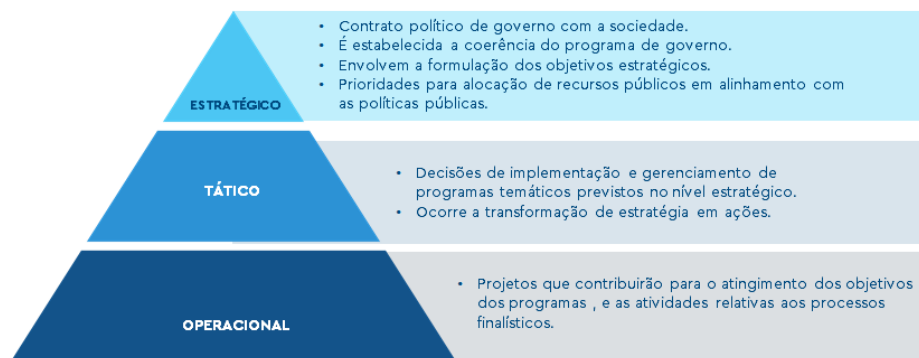 • Contrato político de governo com a sociedade.
• É estabelecida a coerência do programa de governo.
• Envolvem a formulação dos objetivos estratégicos.
• Prioridades para alocação de recursos públicos em alinhamento com
as políticas públicas.
ESTRATÉGICO
• Decisões de implementação e gerenciamento de
programas temáticos previstos no nível estratégico.
• Ocorre a transformação de estratégia em ações.
TÁTICO
• Projetos que contribuirão para o atingimento dos objetivos
dos programas , e as atividades relativas aos processos
finalísticos.
OPERACIONAL